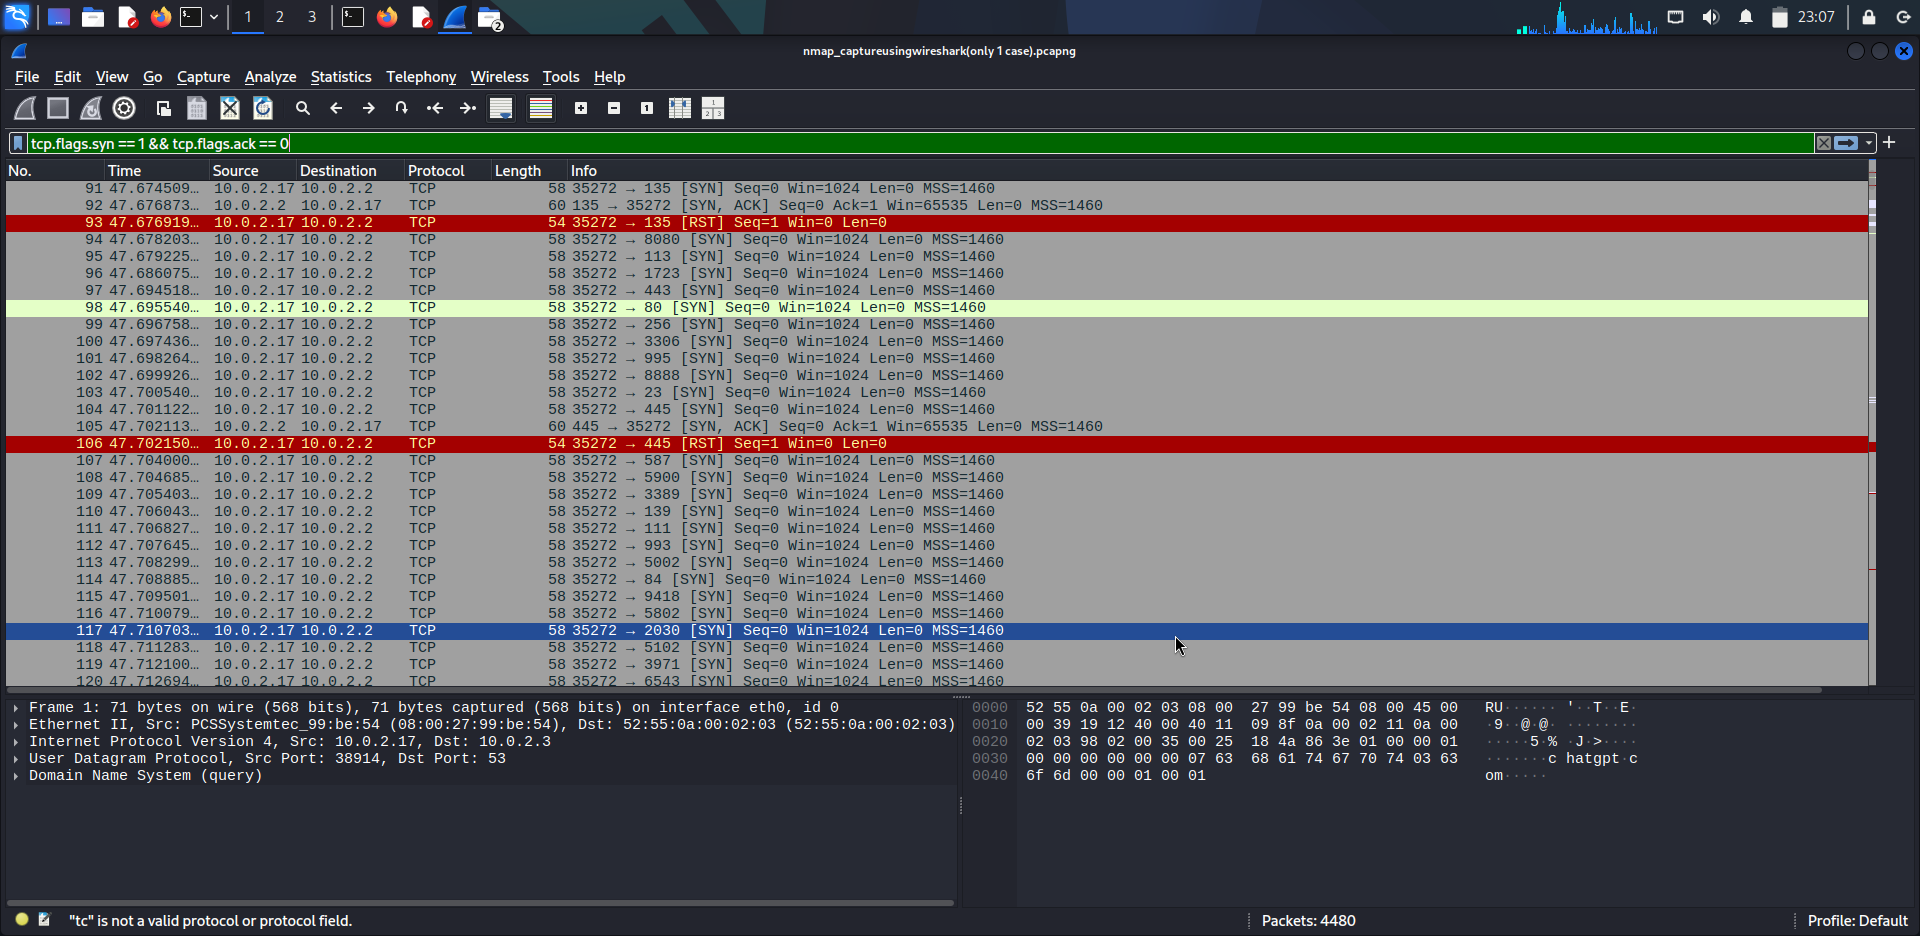 1 2 3 2 23:07
nmap_captureusingwireshark(only 1 case).pcapng
File Edit View Go Capture Analyze Statistics Telephony Wireless Tools Help
tcp.flags.syn == 1 && tcp.flags.ack == 0
No. Time Source Destination Protocol Length Info
91 47.674509… 10.0.2.17 10.0.2.2 TCP 58 35272 → 135 [SYN] Seq=0 Win=1024 Len=0 MSS=1460
92 47.676873… 10.0.2.2 10.0.2.17 TCP 60 135 → 35272 [SYN, ACK] Seq=0 Ack=1 Win=65535 Len=0 MSS=1460
93 47.676919… 10.0.2.17 10.0.2.2 TCP 54 35272 → 135 [RST] Seq=1 Win=0 Len=0
94 47.678203… 10.0.2.17 10.0.2.2 TCP 58 35272 → 8080 [SYN] Seq=0 Win=1024 Len=0 MSS=1460
95 47.679225… 10.0.2.17 10.0.2.2 TCP 58 35272 → 113 [SYN] Seq=0 Win=1024 Len=0 MSS=1460
96 47.686075… 10.0.2.17 10.0.2.2 TCP 58 35272 → 1723 [SYN] Seq=0 Win=1024 Len=0 MSS=1460
97 47.694518… 10.0.2.17 10.0.2.2 TCP 58 35272 → 443 [SYN] Seq=0 Win=1024 Len=0 MSS=1460
98 47.695540… 10.0.2.17 10.0.2.2 TCP 58 35272 → 80 [SYN] Seq=0 Win=1024 Len=0 MSS=1460
99 47.696758… 10.0.2.17 10.0.2.2 TCP 58 35272 → 256 [SYN] Seq=0 Win=1024 Len=0 MSS=1460
100 47.697436… 10.0.2.17 10.0.2.2 TCP 58 35272 → 3306 [SYN] Seq=0 Win=1024 Len=0 MSS=1460
101 47.698264… 10.0.2.17 10.0.2.2 TCP 58 35272 → 995 [SYN] Seq=0 Win=1024 Len=0 MSS=1460
102 47.699926… 10.0.2.17 10.0.2.2 TCP 58 35272 → 8888 [SYN] Seq=0 Win=1024 Len=0 MSS=1460
103 47.700540… 10.0.2.17 10.0.2.2 TCP 58 35272 → 23 [SYN] Seq=0 Win=1024 Len=0 MSS=1460
104 47.701122… 10.0.2.17 10.0.2.2 TCP 58 35272 → 445 [SYN] Seq=0 Win=1024 Len=0 MSS=1460
105 47.702113… 10.0.2.2 10.0.2.17 TCP 60 445 → 35272 [SYN, ACK] Seq=0 Ack=1 Win=65535 Len=0 MSS=1460
106 47.702150… 10.0.2.17 10.0.2.2 TCP 54 35272 → 445 [RST] Seq=1 Win=0 Len=0
107 47.704000… 10.0.2.17 10.0.2.2 TCP 58 35272 → 587 [SYN] Seq=0 Win=1024 Len=0 MSS=1460
108 47.704685… 10.0.2.17 10.0.2.2 TCP 58 35272 → 5900 [SYN] Seq=0 Win=1024 Len=0 MSS=1460
109 47.705403… 10.0.2.17 10.0.2.2 TCP 58 35272 → 3389 [SYN] Seq=0 Win=1024 Len=0 MSS=1460
110 47.706043… 10.0.2.17 10.0.2.2 TCP 58 35272 → 139 [SYN] Seq=0 Win=1024 Len=0 MSS=1460
111 47.706827… 10.0.2.17 10.0.2.2 TCP 58 35272 → 111 [SYN] Seq=0 Win=1024 Len=0 MSS=1460
112 47.707645… 10.0.2.17 10.0.2.2 TCP 58 35272 → 993 [SYN] Seq=0 Win=1024 Len=0 MSS=1460
113 47.708299… 10.0.2.17 10.0.2.2 TCP 58 35272 → 5002 [SYN] Seq=0 Win=1024 Len=0 MSS=1460
114 47.708885… 10.0.2.17 10.0.2.2 TCP 58 35272 → 84 [SYN] Seq=0 Win=1024 Len=0 MSS=1460
115 47.709501… 10.0.2.17 10.0.2.2 TCP 58 35272 → 9418 [SYN] Seq=0 Win=1024 Len=0 MSS=1460
116 47.710079… 10.0.2.17 10.0.2.2 TCP 58 35272 → 5802 [SYN] Seq=0 Win=1024 Len=0 MSS=1460
117 47.710703… 10.0.2.17 10.0.2.2 TCP 58 35272 → 2030 [SYN] Seq=0 Win=1024 Len=0 MSS=1460
118 47.711283… 10.0.2.17 10.0.2.2 TCP 58 35272 → 5102 [SYN] Seq=0 Win=1024 Len=0 MSS=1460
119 47.712100… 10.0.2.17 10.0.2.2 TCP 58 35272 → 3971 [SYN] Seq=0 Win=1024 Len=0 MSS=1460
120 47.712694… 10.0.2.17 10.0.2.2 TCP 58 35272 → 6543 [SYN] Seq=0 Win=1024 Len=0 MSS=1460
Frame 1: 71 bytes on wire (568 bits), 71 bytes captured (568 bits) on interface eth0, id 0
Ethernet II, Src: PCSSystemtec_99:be:54 (08:00:27:99:be:54), Dst: 52:55:0a:00:02:03 (52:55:0a:00:02:03)
Internet Protocol Version 4, Src: 10.0.2.17, Dst: 10.0.2.3
User Datagram Protocol, Src Port: 38914, Dst Port: 53
Domain Name System (query)
0000 52 55 0a 00 02 03 08 00 27 99 be 54 08 00 45 00 RU······ '··T··E·
0010 00 39 19 12 40 00 40 11 09 8f 0a 00 02 11 0a 00 ·9··@·@· ········
0020 02 03 98 02 00 35 00 25 18 4a 86 3e 01 00 00 01 ·····5·% ·J·>····
0030 00 00 00 00 00 00 07 63 68 61 74 67 70 74 03 63 ·······c hatgpt·c
0040 6f 6d 00 00 01 00 01 om·····
"tc" is not a valid protocol or protocol field.
Packets: 4480
Profile: Default